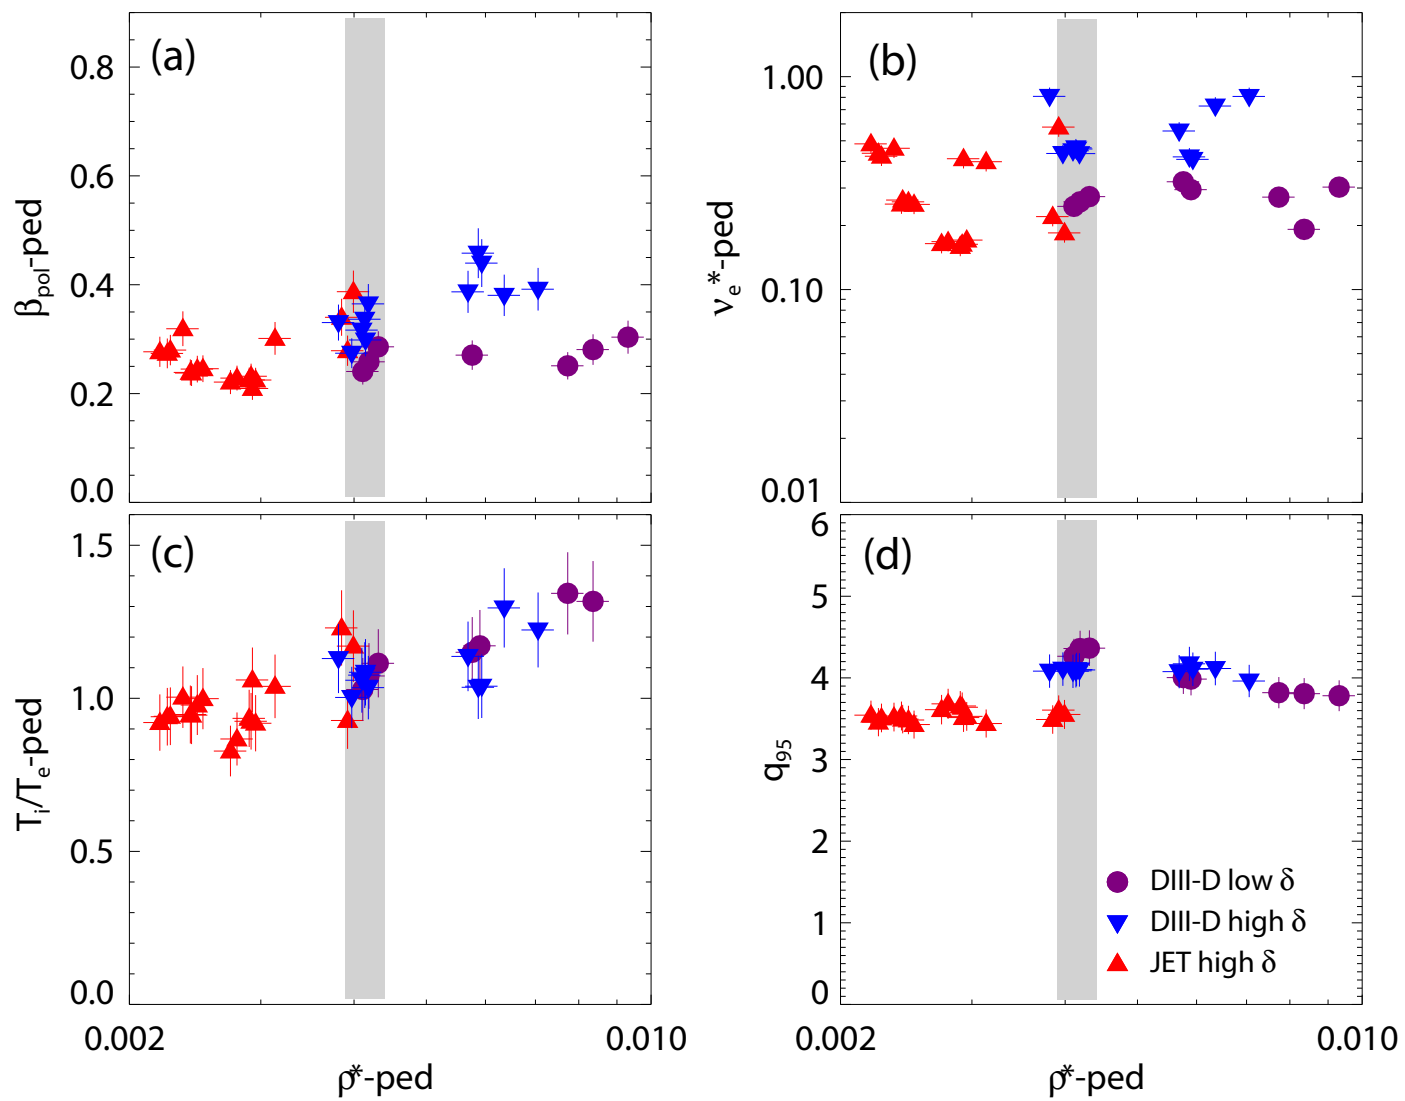 (a)
0.8
0.6
0.4
0.2
0.0
βpol-ped
(b)
1.00
0.10
0.01
νe*-ped
(c)
1.5
1.0
0.5
0.0
Ti/Te-ped
0.002
0.010
ρ*-ped
(d)
6
5
4
3
2
1
0
q95
DIII-D low δ
DIII-D high δ
JET high δ
0.002
0.010
ρ*-ped